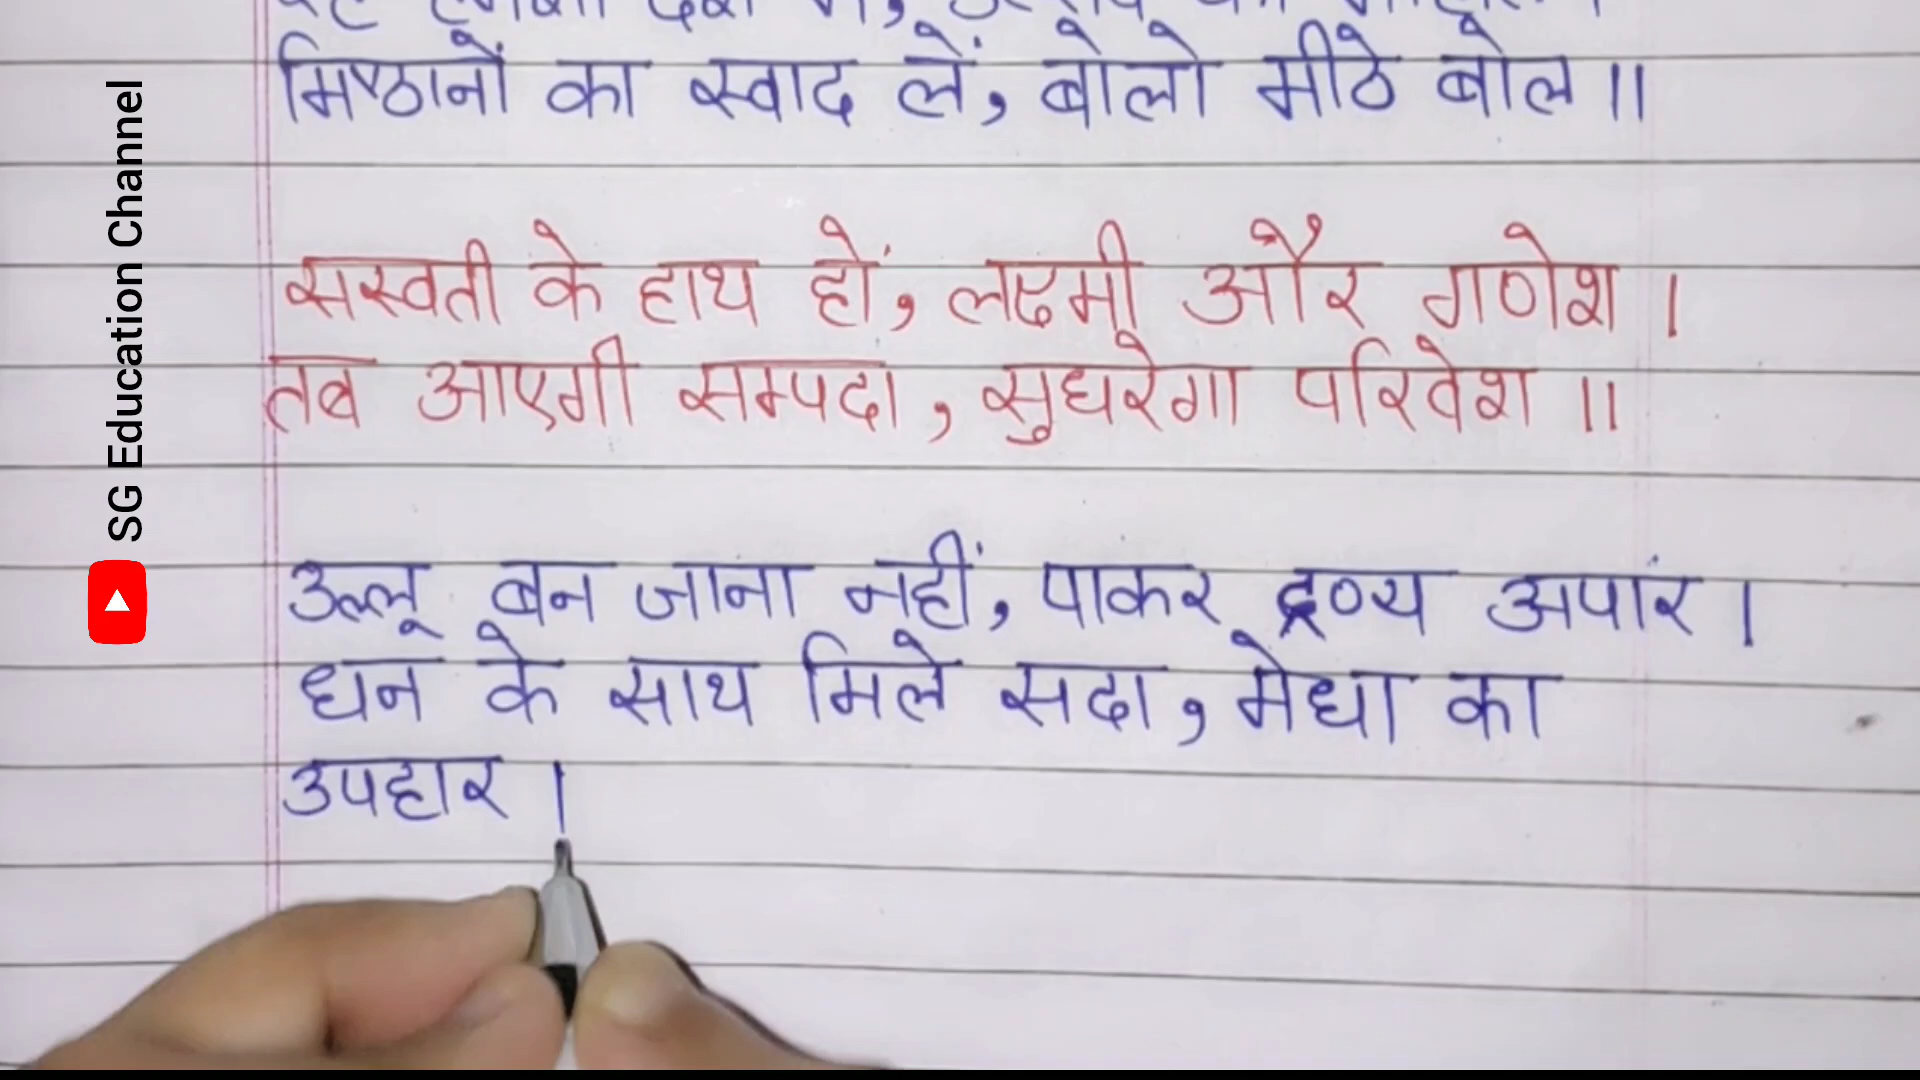 मिष्ठानों का स्वाद लें, बोलो मीठे बोल ||
सस्वती के हाथ हों, लक्ष्मी और गणेश |
तब आएगी सम्पदा, सुधरेगा परिवेश ||
उल्लू बन जाना नहीं, पाकर द्रव्य अपार |
धन के साथ मिले सदा, मेधा का
उपहार |
SG Education Channel